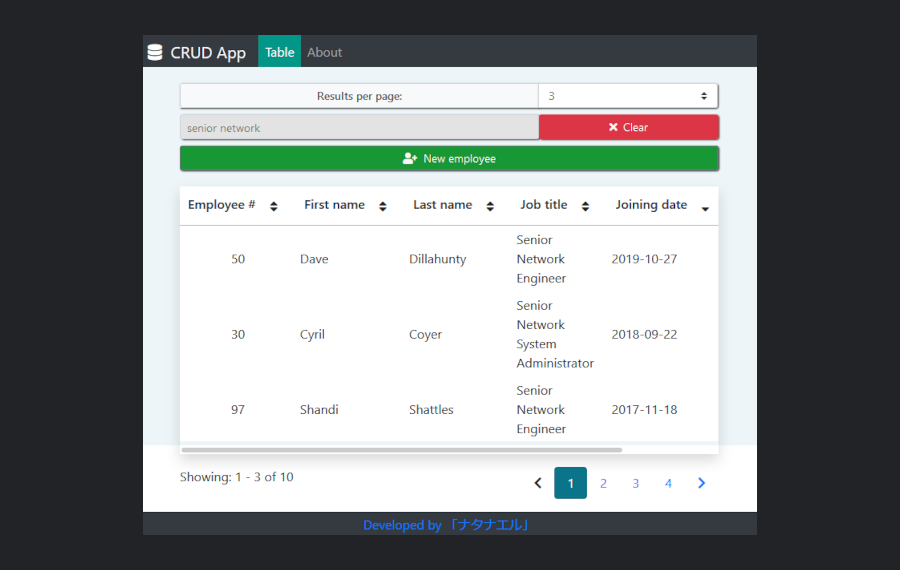 CRUD App Table About
Results per page: 3
senior network Clear
New employee
Employee # First name Last name Job title Joining date
50 Dave Dillahunty Senior Network Engineer 2019-10-27
30 Cyril Coyer Senior Network System Administrator 2018-09-22
97 Shandi Shattles Senior Network Engineer 2017-11-18
Showing: 1 - 3 of 10 1 2 3 4
Developed by 「ナタナエル」